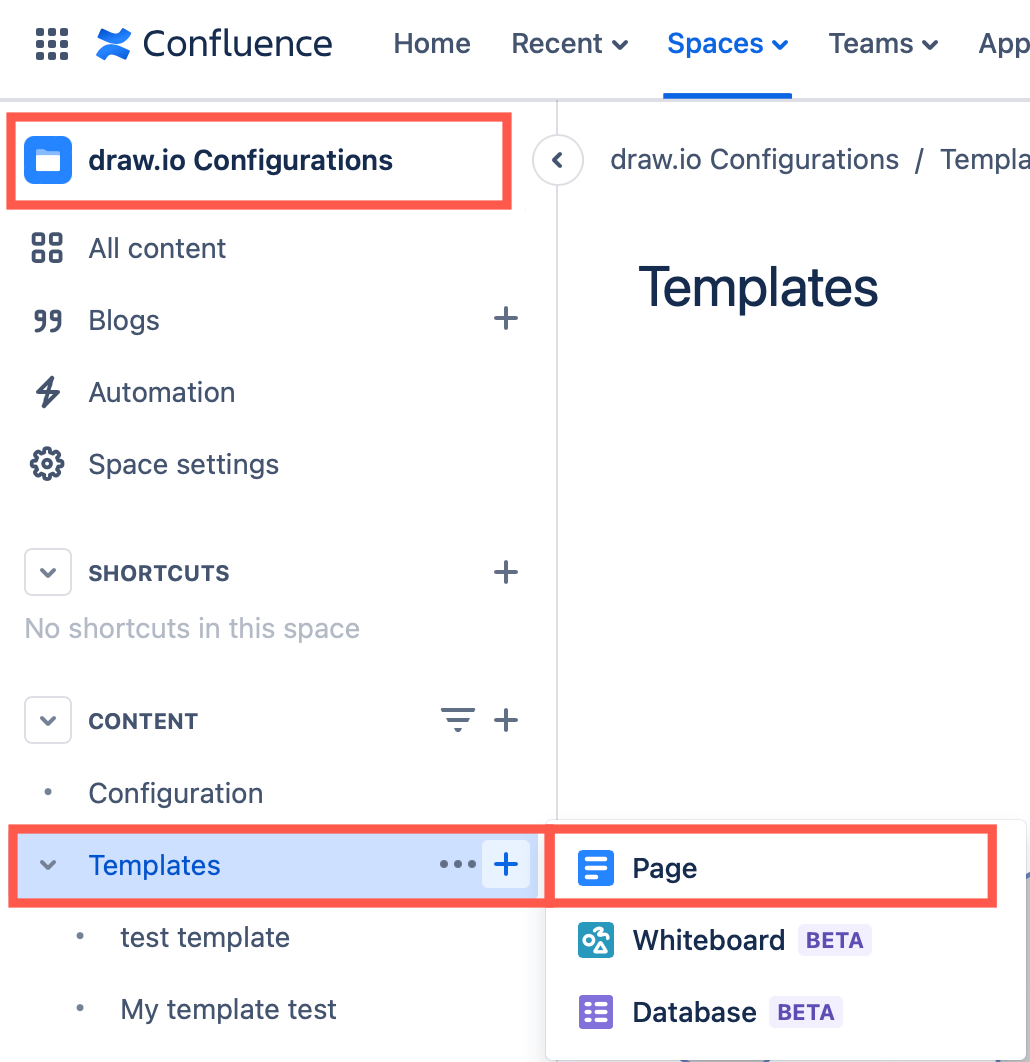 Confluence Home Recent Spaces Teams App
draw.io Configurations
draw.io Configurations / Templa
All content
Templates
Blogs
Automation
Space settings
SHORTCUTS
No shortcuts in this space
CONTENT
Configuration
Templates
Page
test template
Whiteboard BETA
My template test
Database BETA